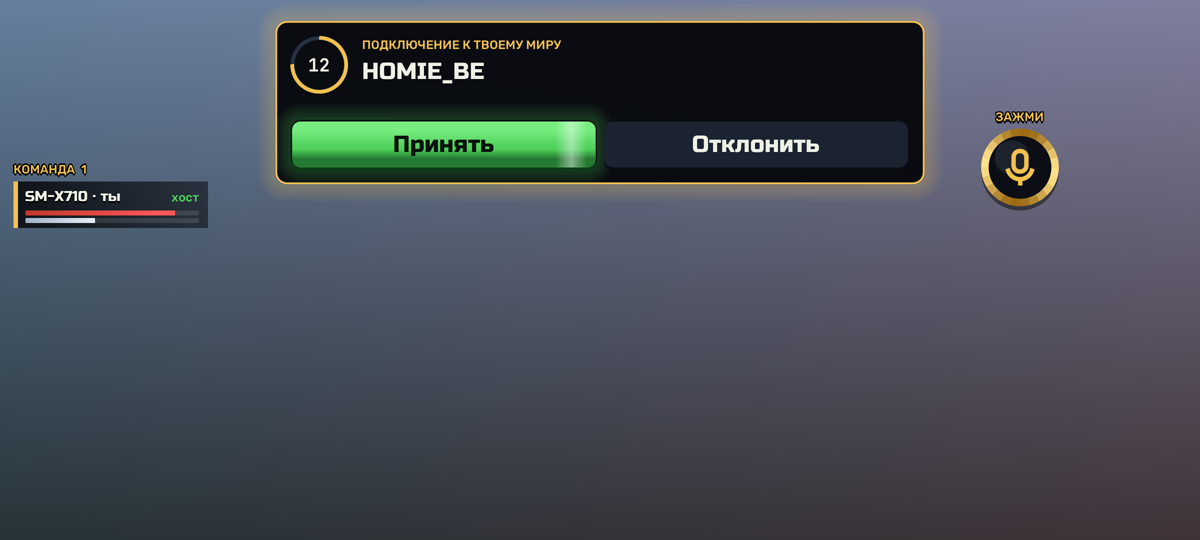 ПОДКЛЮЧЕНИЕ К ТВОЕМУ МИРУ
12
HOMIE_BE
Принять
Отклонить
ЗАЖМИ
КОМАНДА 1
SM-X710 · ты
хост